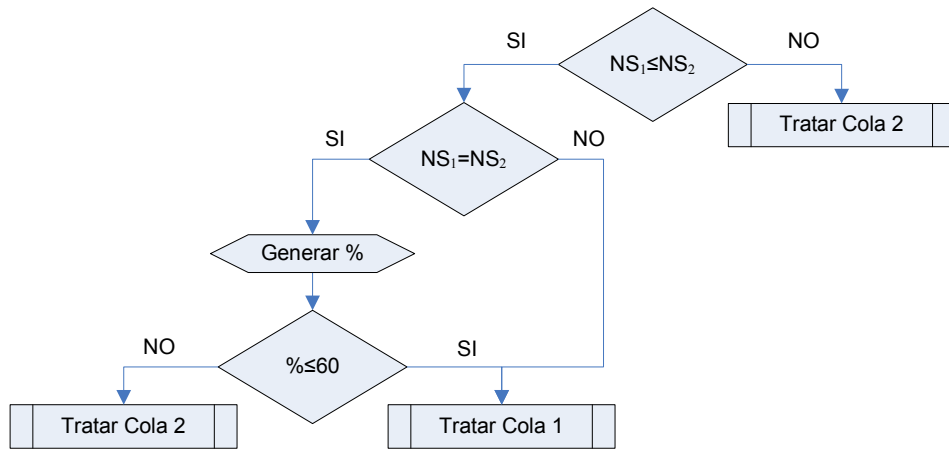 SI
NO
NS₁≤NS₂
Tratar Cola 2
SI
NO
NS₁=NS₂
Generar %
NO
SI
%≤60
Tratar Cola 2
Tratar Cola 1